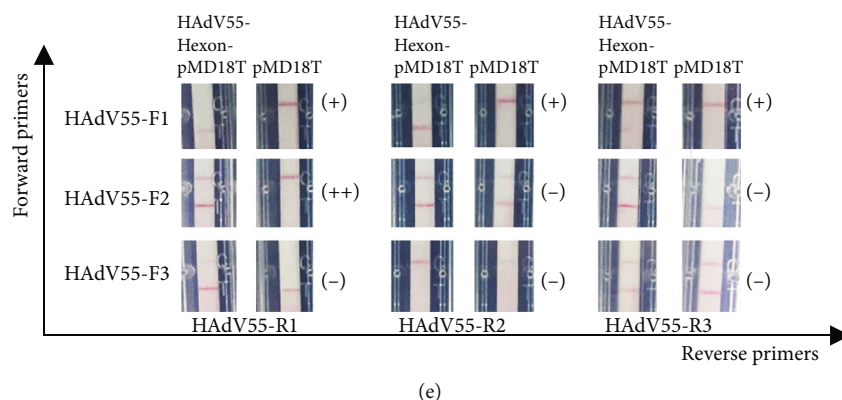 HAdV55-
Hexon-
pMD18T pMD18T
HAdV55-
Hexon-
pMD18T pMD18T
HAdV55-
Hexon-
pMD18T pMD18T
Forward primers
HAdV55-F1 (+) (+) (+)
HAdV55-F2 (++) (–) (–)
HAdV55-F3 (–) (–) (–)
HAdV55-R1 HAdV55-R2 HAdV55-R3
Reverse primers
(e)